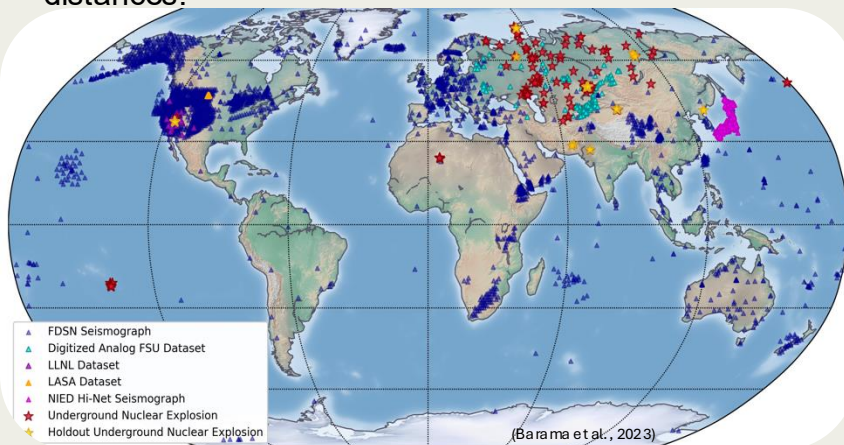 distances.
FDSN Seismograph
Digitized Analog FSU Dataset
LLNL Dataset
LASA Dataset
NIED Hi-Net Seismograph
Underground Nuclear Explosion
Holdout Underground Nuclear Explosion
(Barama et al., 2023)